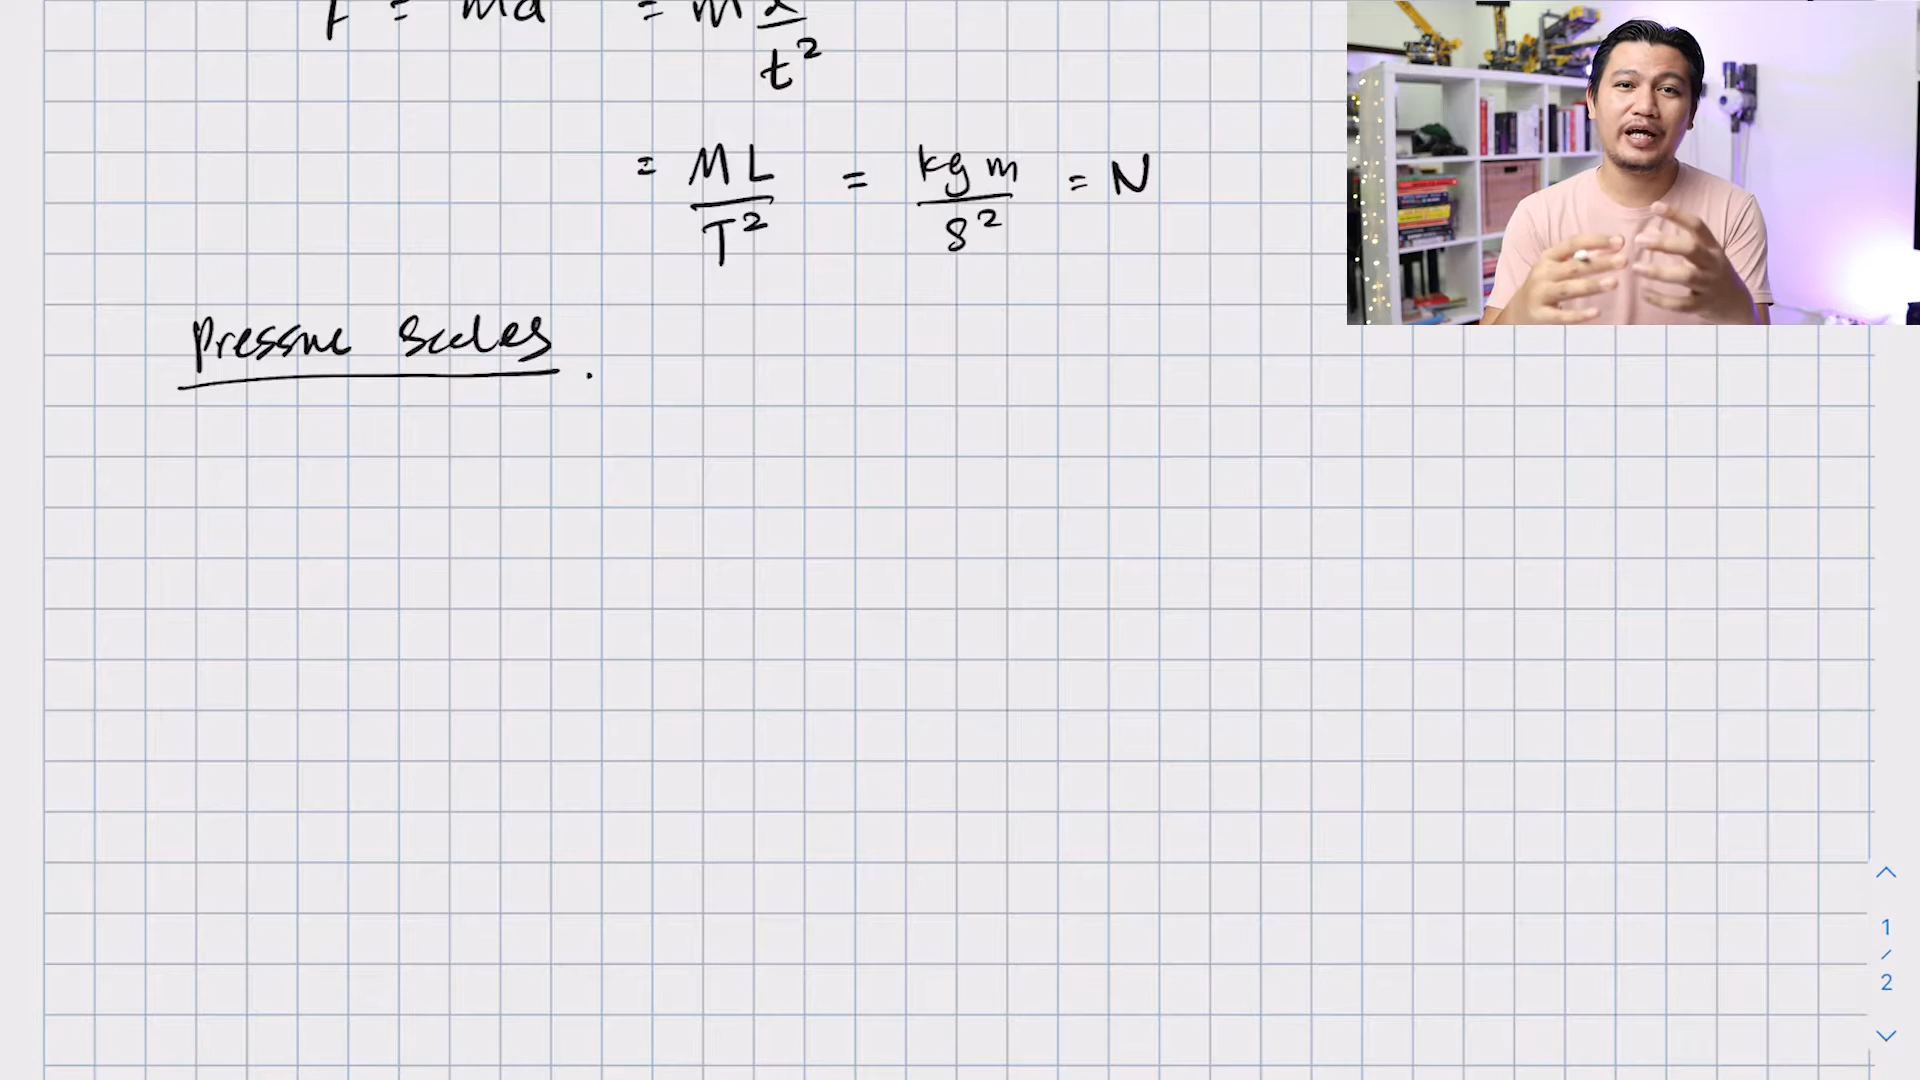 F = ma = m x/t²
= ML/T² = kg m/s² = N
Pressure Scales.
1
/
2